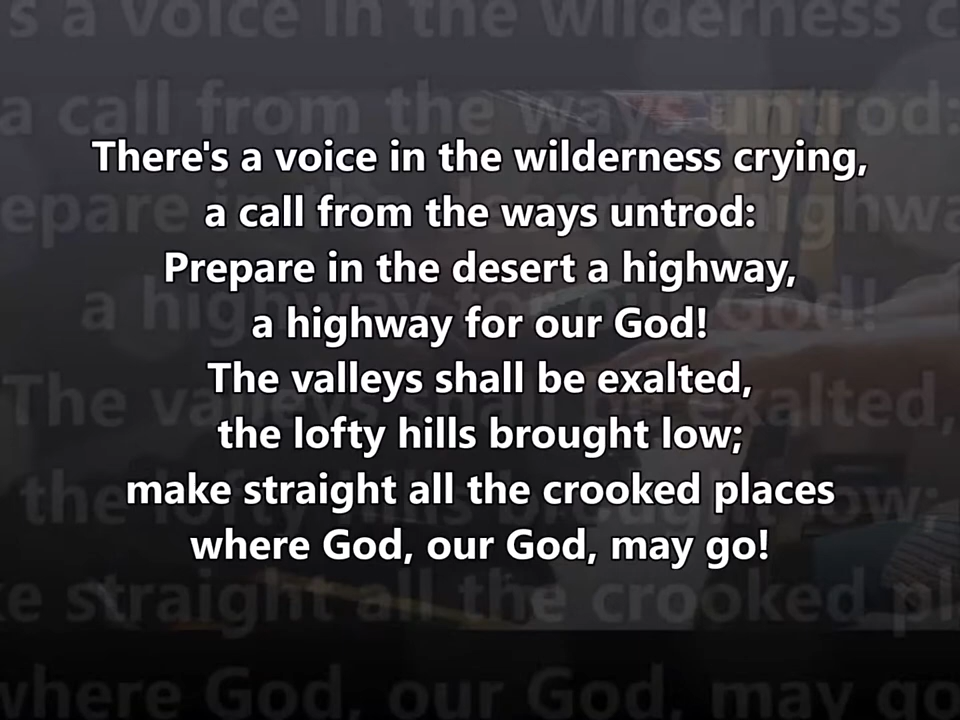 There's a voice in the wilderness crying,
a call from the ways untrod:
Prepare in the desert a highway,
a highway for our God!
The valleys shall be exalted,
the lofty hills brought low;
make straight all the crooked places
where God, our God, may go!